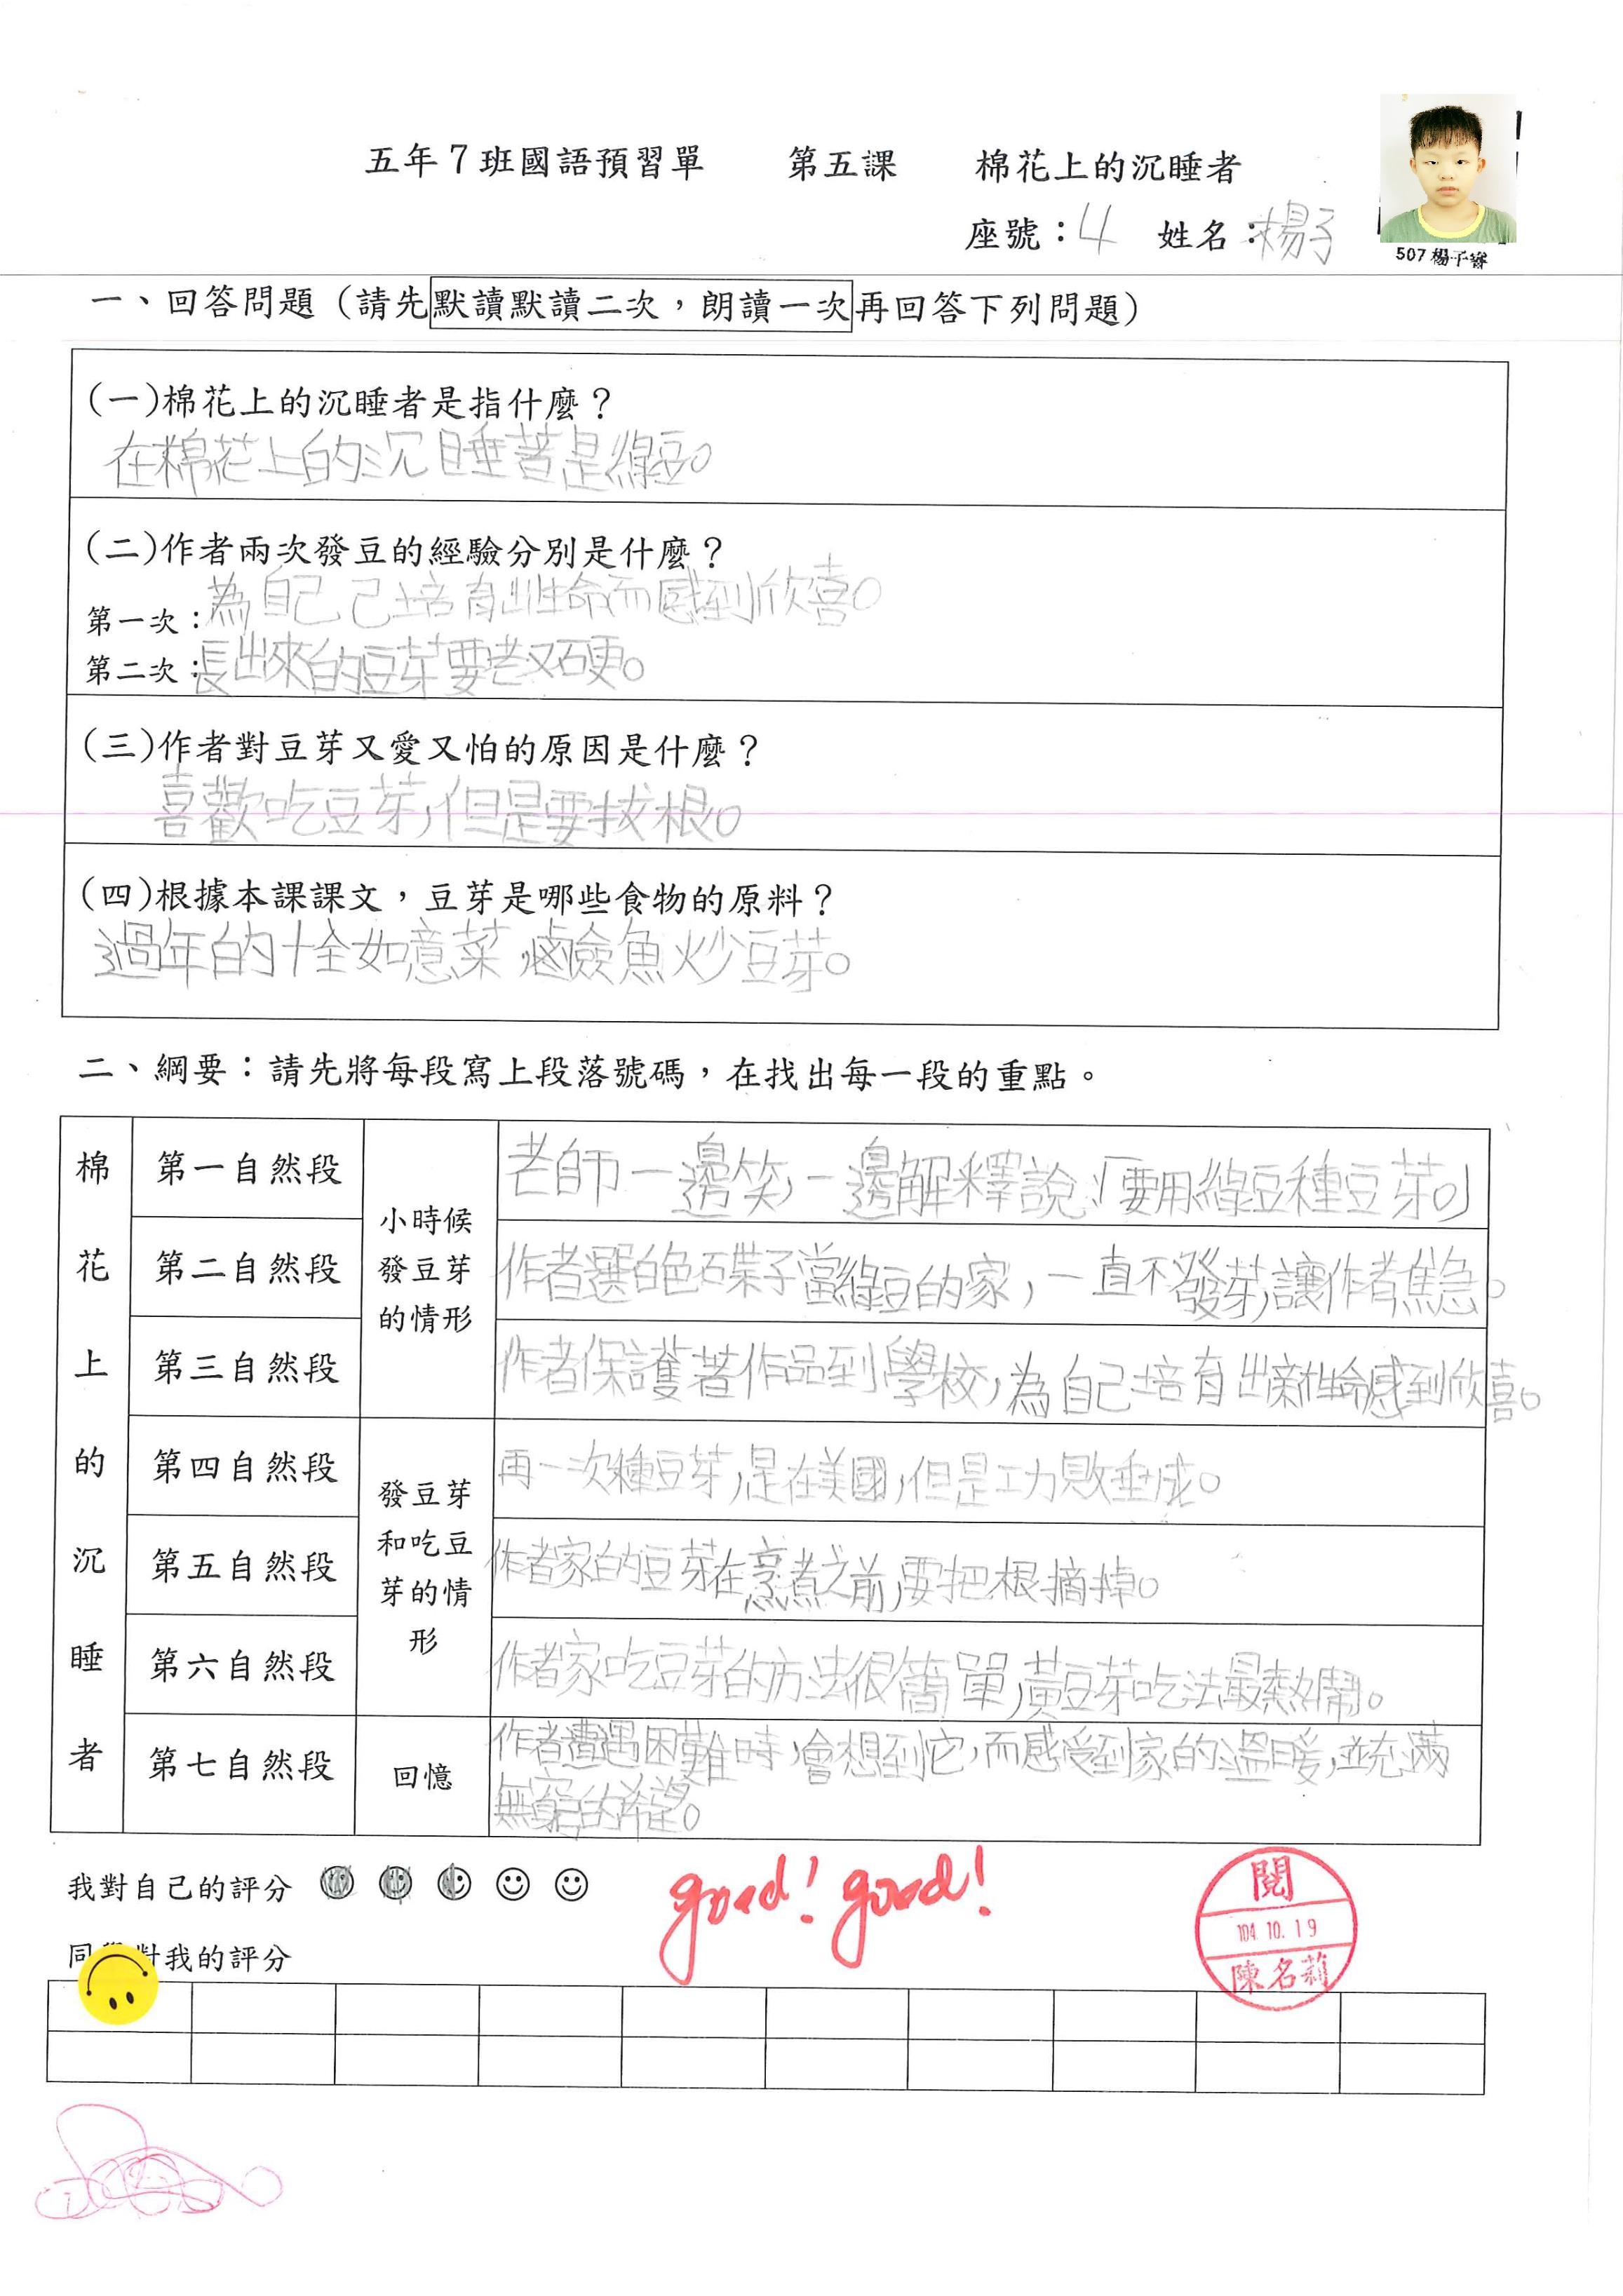 五年7班國語預習單 第五課 棉花上的沉睡者
座號：4 姓名：楊子
507 楊子睿
一、回答問題（請先默讀默讀二次，朗讀一次再回答下列問題）
(一)棉花上的沉睡者是指什麼？
在棉花上的沉睡著是綠豆。
(二)作者兩次發豆的經驗分別是什麼？
第一次：為自己己培育出生命而感到欣喜。
第二次：長出來的豆芽要老又硬。
(三)作者對豆芽又愛又怕的原因是什麼？
喜歡吃豆芽，但是要拔根。
(四)根據本課課文，豆芽是哪些食物的原料？
過年的十全如意菜、鹹魚炒豆芽。
二、綱要：請先將每段寫上段落號碼，在找出每一段的重點。
棉花上的沉睡者
小時候發豆芽的情形
第一自然段 老師一邊笑，一邊解釋說：「要用綠豆種豆芽。」
第二自然段 作者選白色碟子當綠豆的家，一直不發芽，讓作者焦急。
第三自然段 作者保護著作品到學校，為自己培育出新生命感到欣喜。
發豆芽和吃豆芽的情形
第四自然段 再一次種豆芽，是在美國，但是功敗垂成。
第五自然段 作者家的豆芽在烹煮之前，要把根摘掉。
第六自然段 作者家吃豆芽的方法很簡單，黃豆芽吃法最熱鬧。
回憶
第七自然段 作者遭遇困難時，會想到它，而感受到家的溫暖，並充滿
無窮的希望。
我對自己的評分
good! good!
閱
104.10.19
陳名莉
同學對我的評分